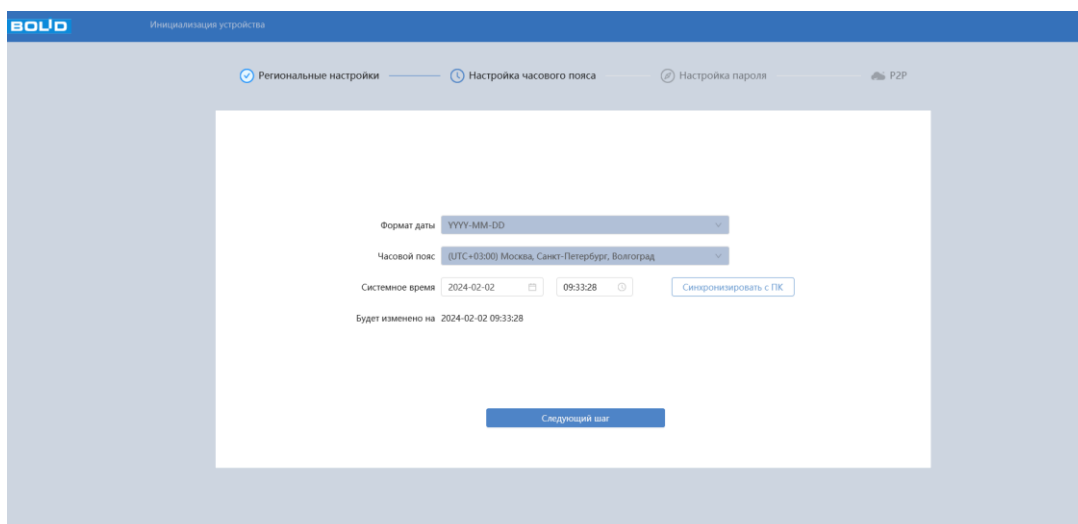 BOLID
Инициализация устройства
Региональные настройки
Настройка часового пояса
Настройка пароля
P2P
Формат даты YYYY-MM-DD
Часовой пояс (UTC+03:00) Москва, Санкт-Петербург, Волгоград
Системное время 2024-02-02 09:33:28 Синхронизировать с ПК
Будет изменено на 2024-02-02 09:33:28
Следующий шаг